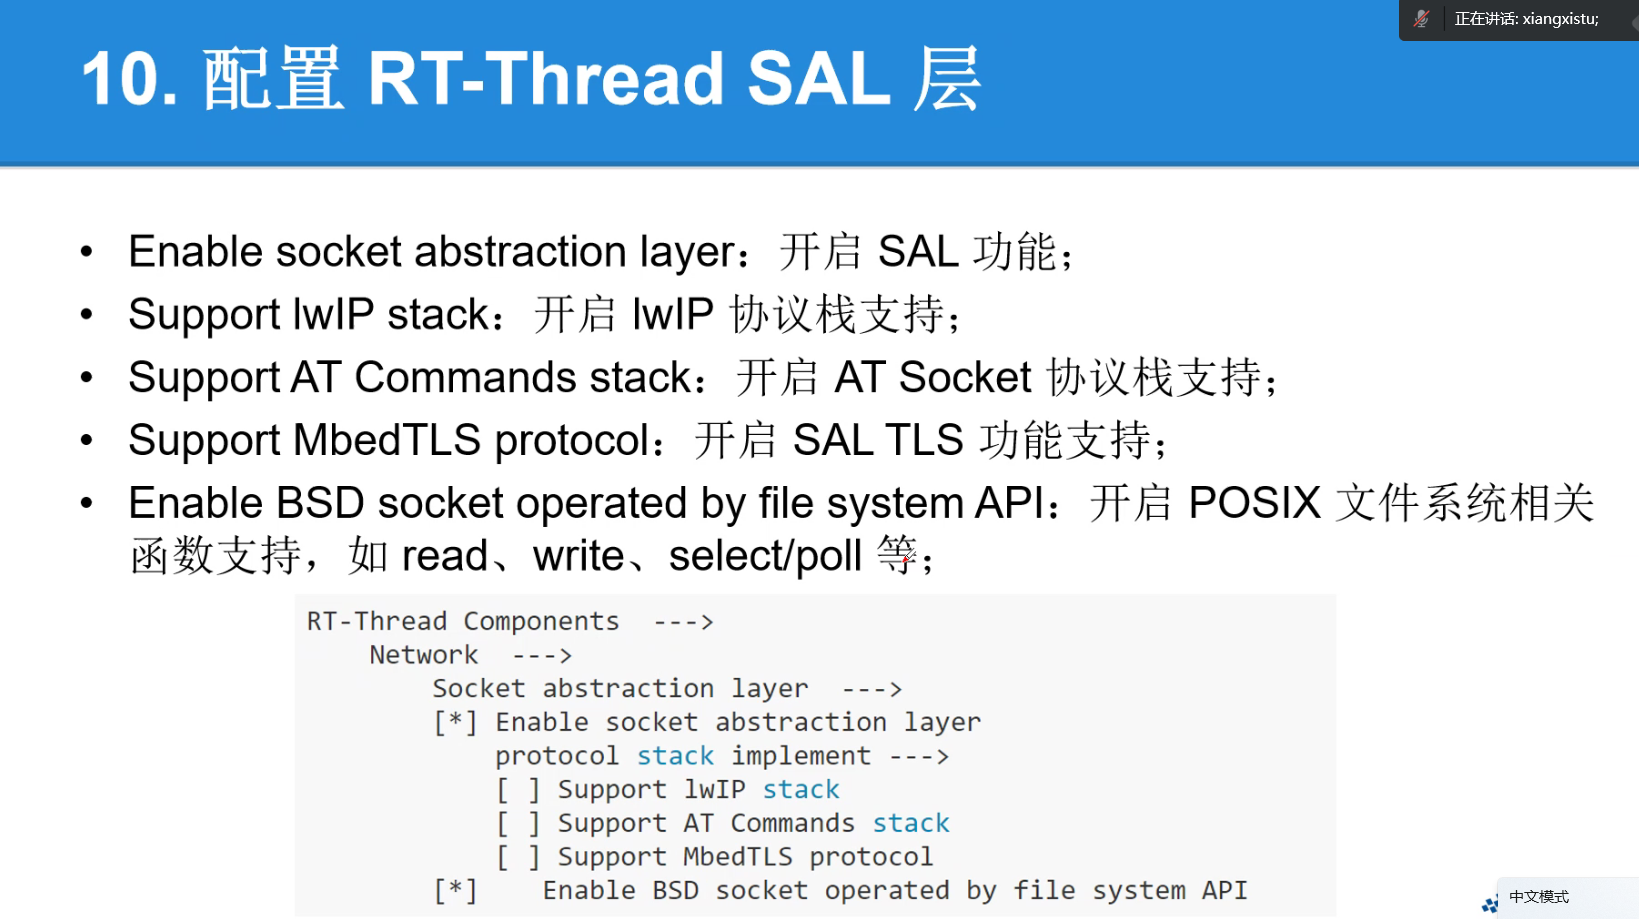 正在讲话: xiangxistu;
10. 配置 RT-Thread SAL 层
• Enable socket abstraction layer：开启 SAL 功能；
• Support lwIP stack：开启 lwIP 协议栈支持；
• Support AT Commands stack：开启 AT Socket 协议栈支持；
• Support MbedTLS protocol：开启 SAL TLS 功能支持；
• Enable BSD socket operated by file system API：开启 POSIX 文件系统相关
函数支持，如 read、write、select/poll 等；
RT-Thread Components --->
Network --->
Socket abstraction layer --->
[*] Enable socket abstraction layer
protocol stack implement --->
[ ] Support lwIP stack
[ ] Support AT Commands stack
[ ] Support MbedTLS protocol
[*] Enable BSD socket operated by file system API
中文模式